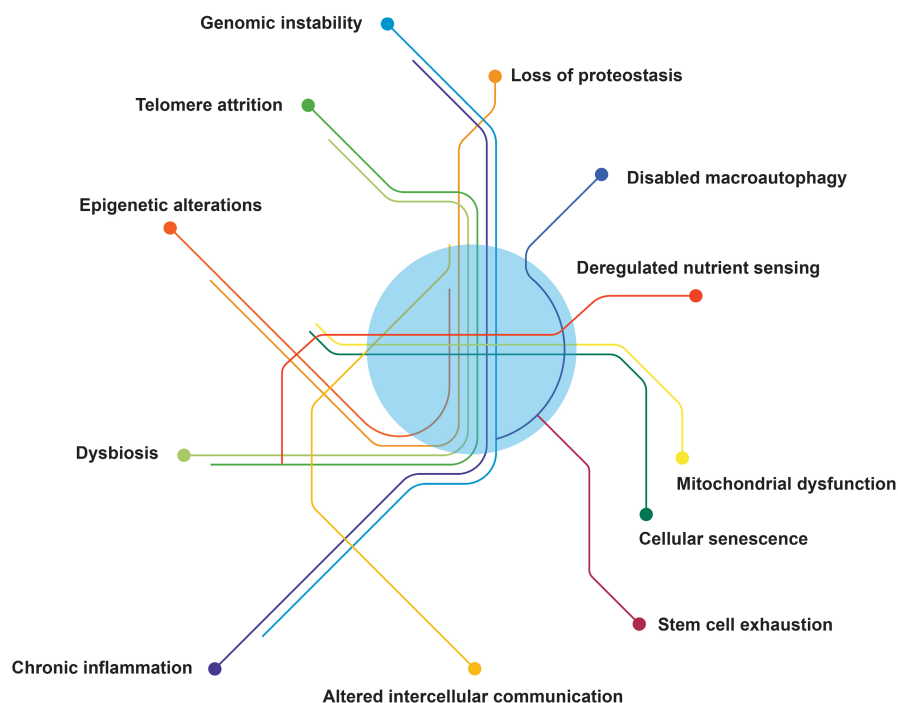 Genomic instability
Loss of proteostasis
Telomere attrition
Disabled macroautophagy
Epigenetic alterations
Deregulated nutrient sensing
Dysbiosis
Mitochondrial dysfunction
Cellular senescence
Stem cell exhaustion
Chronic inflammation
Altered intercellular communication